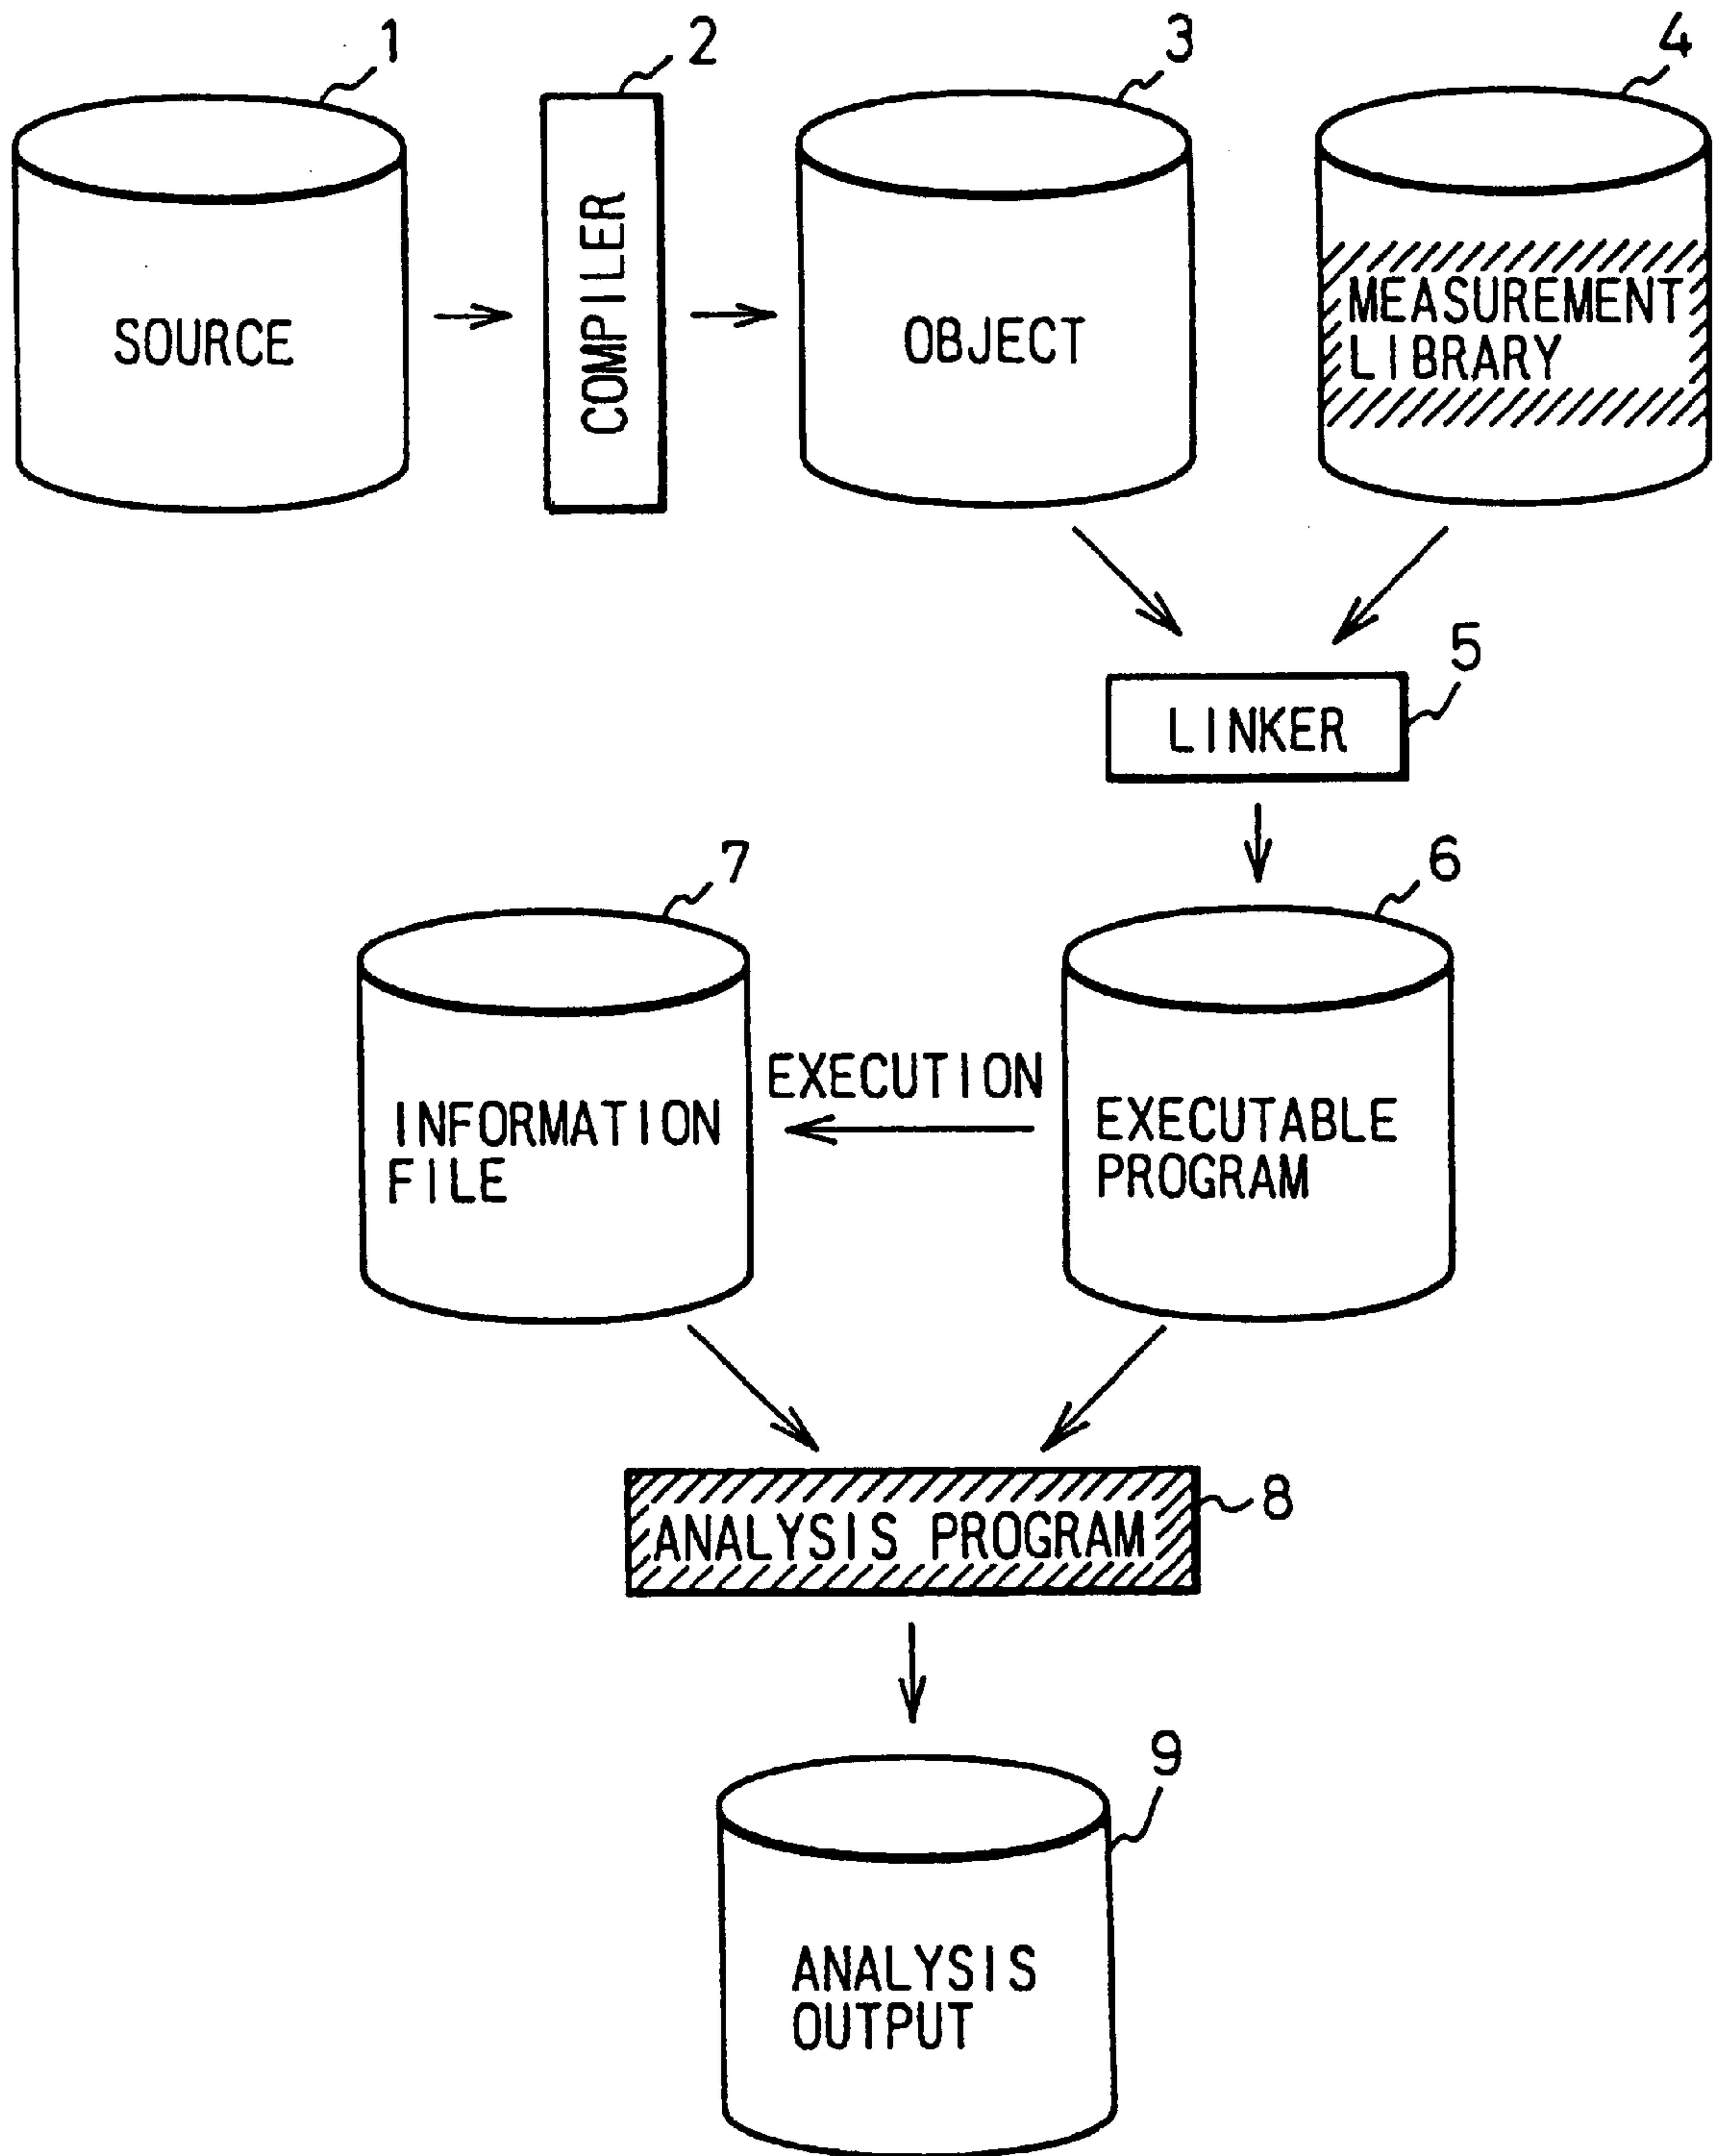 1
2
3
4
SOURCE
COMPILER
OBJECT
MEASUREMENT
LIBRARY
5
LINKER
7
6
INFORMATION
FILE
EXECUTION
EXECUTABLE
PROGRAM
8
ANALYSIS PROGRAM
9
ANALYSIS
OUTPUT